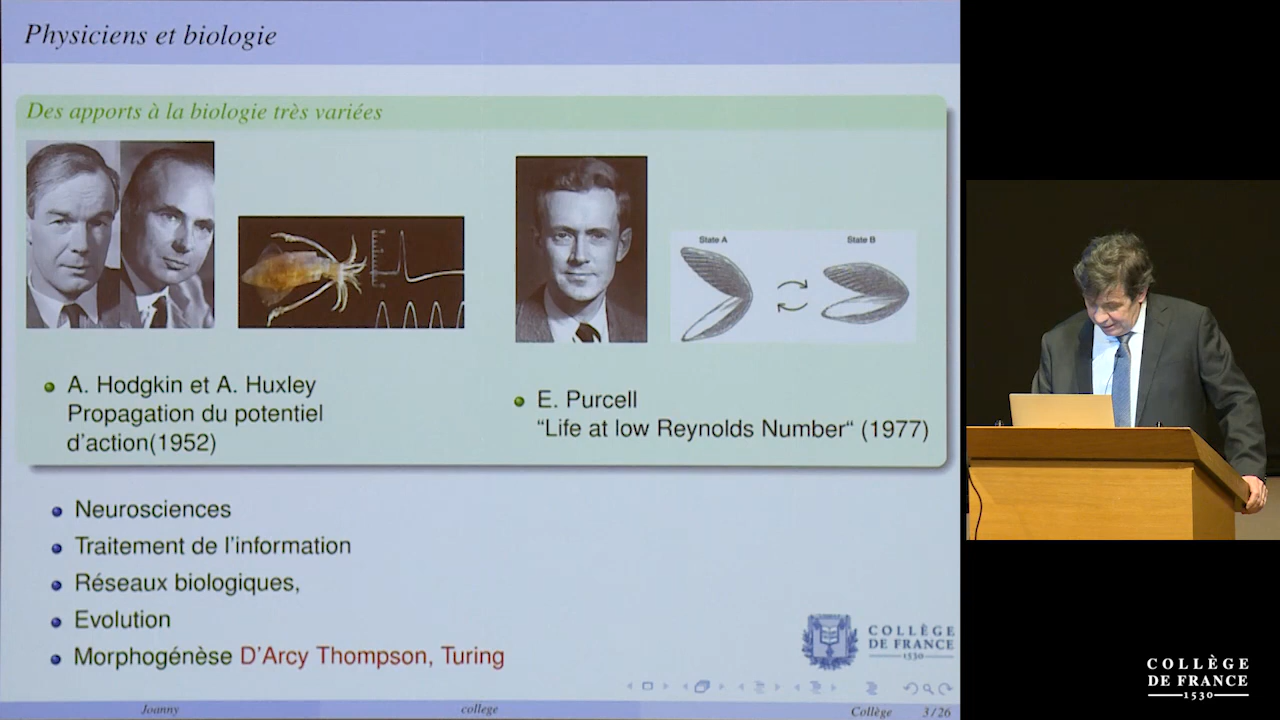 Physiciens et biologie
Des apports à la biologie très variées
State A
State B
A. Hodgkin et A. Huxley
Propagation du potentiel
d'action(1952)
E. Purcell
“Life at low Reynolds Number“ (1977)
Neurosciences
Traitement de l'information
Réseaux biologiques,
Evolution
Morphogénèse D'Arcy Thompson, Turing
COLLÈGE
DE FRANCE
1530
Joanny
college
Collège
3/26
COLLÈGE
DE FRANCE
1530